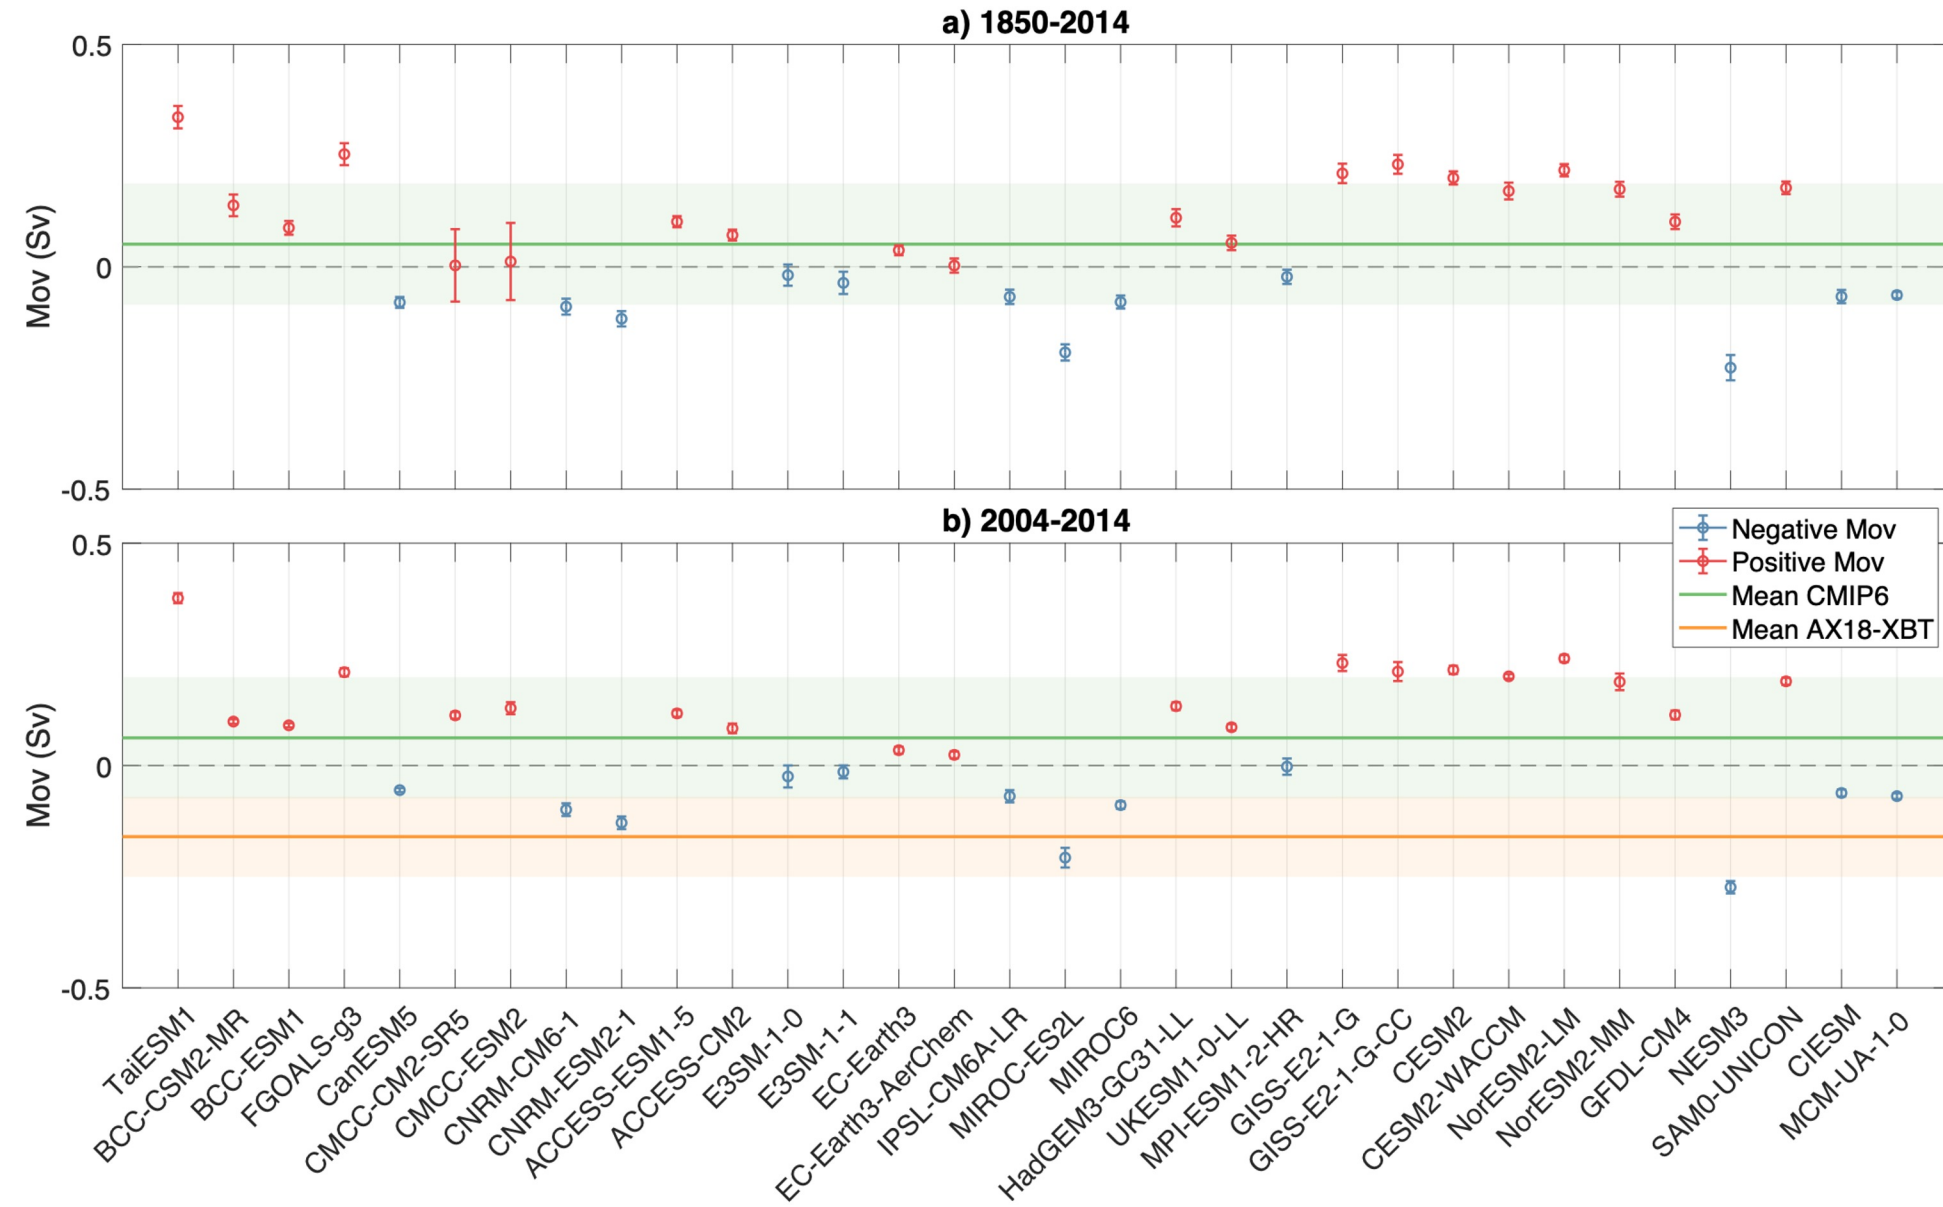 a) 1850-2014
0.5
0
-0.5
Mov (Sv)
b) 2004-2014
0.5
0
-0.5
Mov (Sv)
Negative Mov
Positive Mov
Mean CMIP6
Mean AX18-XBT
TaiESM1
BCC-CSM2-MR
BCC-ESM1
FGOALS-g3
CanESM5
CMCC-CM2-SR5
CMCC-ESM2
CNRM-CM6-1
CNRM-ESM2-1
ACCESS-ESM1-5
ACCESS-CM2
E3SM-1-0
E3SM-1-1
EC-Earth3
EC-Earth3-AerChem
IPSL-CM6A-LR
MIROC-ES2L
MIROC6
HadGEM3-GC31-LL
UKESM1-0-LL
MPI-ESM1-2-HR
GISS-E2-1-G
GISS-E2-1-G-CC
CESM2
CESM2-WACCM
NorESM2-LM
NorESM2-MM
GFDL-CM4
NESM3
SAM0-UNICON
CIESM
MCM-UA-1-0